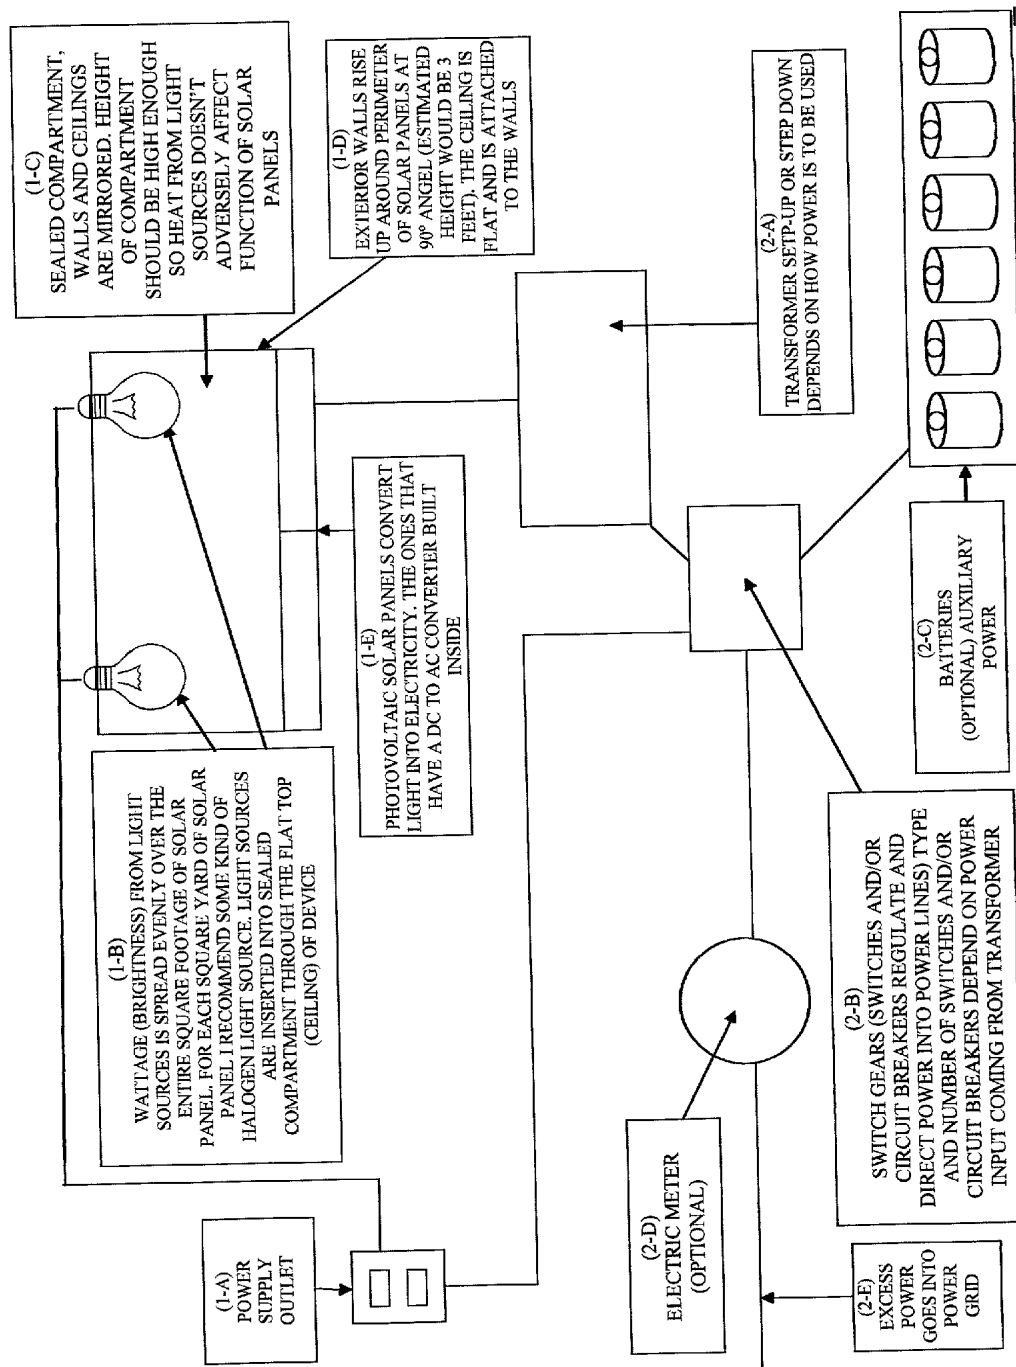 (1-A)
POWER
SUPPLY
OUTLET
(1-B)
WATTAGE (BRIGHTNESS) FROM LIGHT
SOURCES IS SPREAD EVENLY OVER THE
ENTIRE SQUARE FOOTAGE OF SOLAR
PANEL. FOR EACH SQUARE YARD OF SOLAR
PANEL I RECOMMEND SOME KIND OF
HALOGEN LIGHT SOURCE. LIGHT SOURCES
ARE INSERTED INTO SEALED
COMPARTMENT THROUGH THE FLAT TOP
(CEILING) OF DEVICE
(1-C)
SEALED COMPARTMENT,
WALLS AND CEILINGS
ARE MIRRORED. HEIGHT
OF COMPARTMENT
SHOULD BE HIGH ENOUGH
SO HEAT FROM LIGHT
SOURCES DOESN'T
ADVERSELY AFFECT
FUNCTION OF SOLAR
PANELS
(1-D)
EXTERIOR WALLS RISE
UP AROUND PERIMETER
OF SOLAR PANELS AT
90° ANGEL (ESTIMATED
HEIGHT WOULD BE 3
FEET). THE CEILING IS
FLAT AND IS ATTACHED
TO THE WALLS
(1-E)
PHOTOVOLTAIC SOLAR PANELS CONVERT
LIGHT INTO ELECTRICITY. THE ONES THAT
HAVE A DC TO AC CONVERTER BUILT
INSIDE
(2-A)
TRANSFORMER SETP-UP OR STEP DOWN
DEPENDS ON HOW POWER IS TO BE USED
(2-B)
SWITCH GEARS (SWITCHES AND/OR
CIRCUIT BREAKERS REGULATE AND
DIRECT POWER INTO POWER LINES) TYPE
AND NUMBER OF SWITCHES AND/OR
CIRCUIT BREAKERS DEPEND ON POWER
INPUT COMING FROM TRANSFORMER
(2-C)
BATTERIES
(OPTIONAL) AUXILIARY
POWER
(2-D)
ELECTRIC METER
(OPTIONAL)
(2-E)
EXCESS
POWER
GOES INTO
POWER
GRID